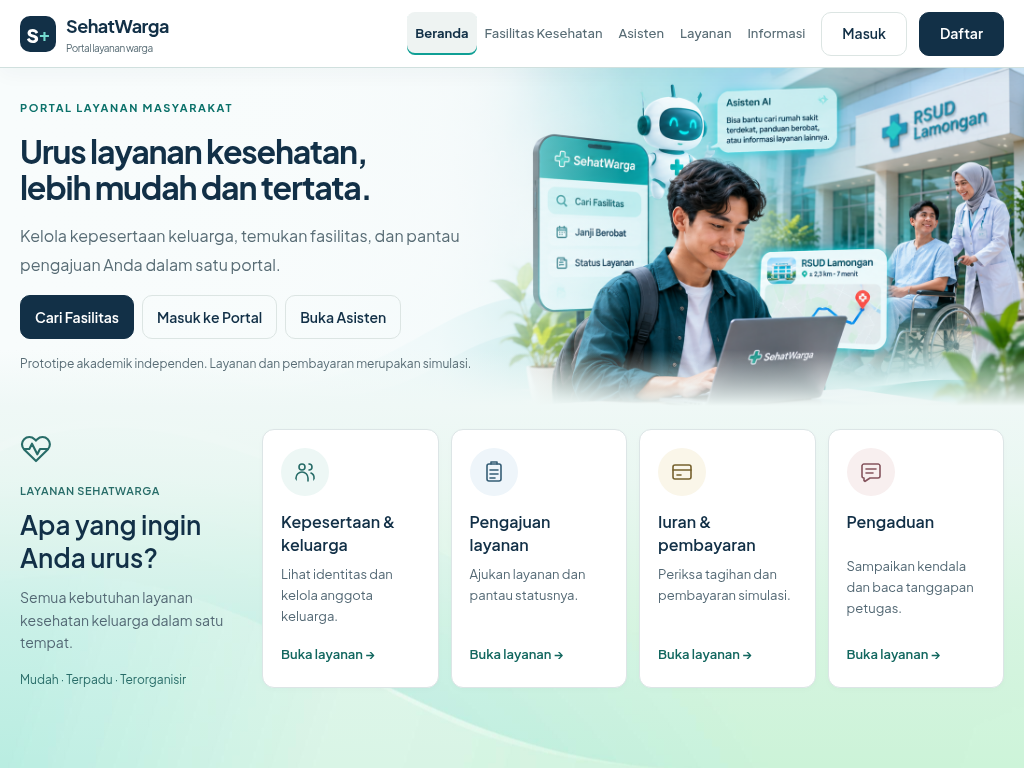 S+
SehatWarga
Portal layanan warga
Beranda
Fasilitas Kesehatan
Asisten
Layanan
Informasi
Masuk
Daftar
PORTAL LAYANAN MASYARAKAT
Urus layanan kesehatan,
lebih mudah dan tertata.
Kelola kepesertaan keluarga, temukan fasilitas, dan pantau
pengajuan Anda dalam satu portal.
Cari Fasilitas
Masuk ke Portal
Buka Asisten
Prototipe akademik independen. Layanan dan pembayaran merupakan simulasi.
Asisten AI
Bisa bantu cari rumah sakit
terdekat, panduan berobat,
atau informasi layanan lainnya.
RSUD
Lamongan
SehatWarga
Cari Fasilitas
Janji Berobat
Status Layanan
RSUD Lamongan
± 2,3 km · 7 menit
SehatWarga
LAYANAN SEHATWARGA
Apa yang ingin
Anda urus?
Semua kebutuhan layanan
kesehatan keluarga dalam satu
tempat.
Mudah · Terpadu · Terorganisir
Kepesertaan &
keluarga
Lihat identitas dan
kelola anggota
keluarga.
Buka layanan →
Pengajuan
layanan
Ajukan layanan dan
pantau statusnya.
Buka layanan →
Iuran &
pembayaran
Periksa tagihan dan
pembayaran simulasi.
Buka layanan →
Pengaduan
Sampaikan kendala
dan baca tanggapan
petugas.
Buka layanan →